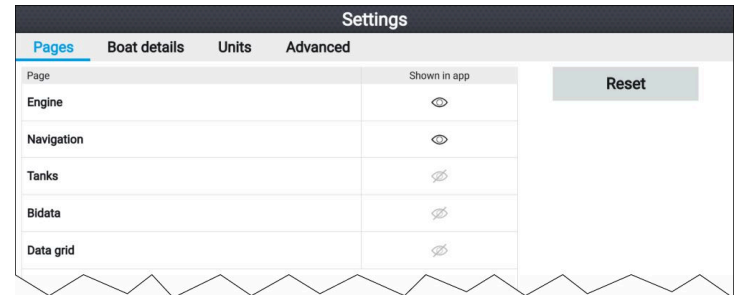 Settings
Pages Boat details Units Advanced
Page Shown in app
Reset
Engine
Navigation
Tanks
Bidata
Data grid